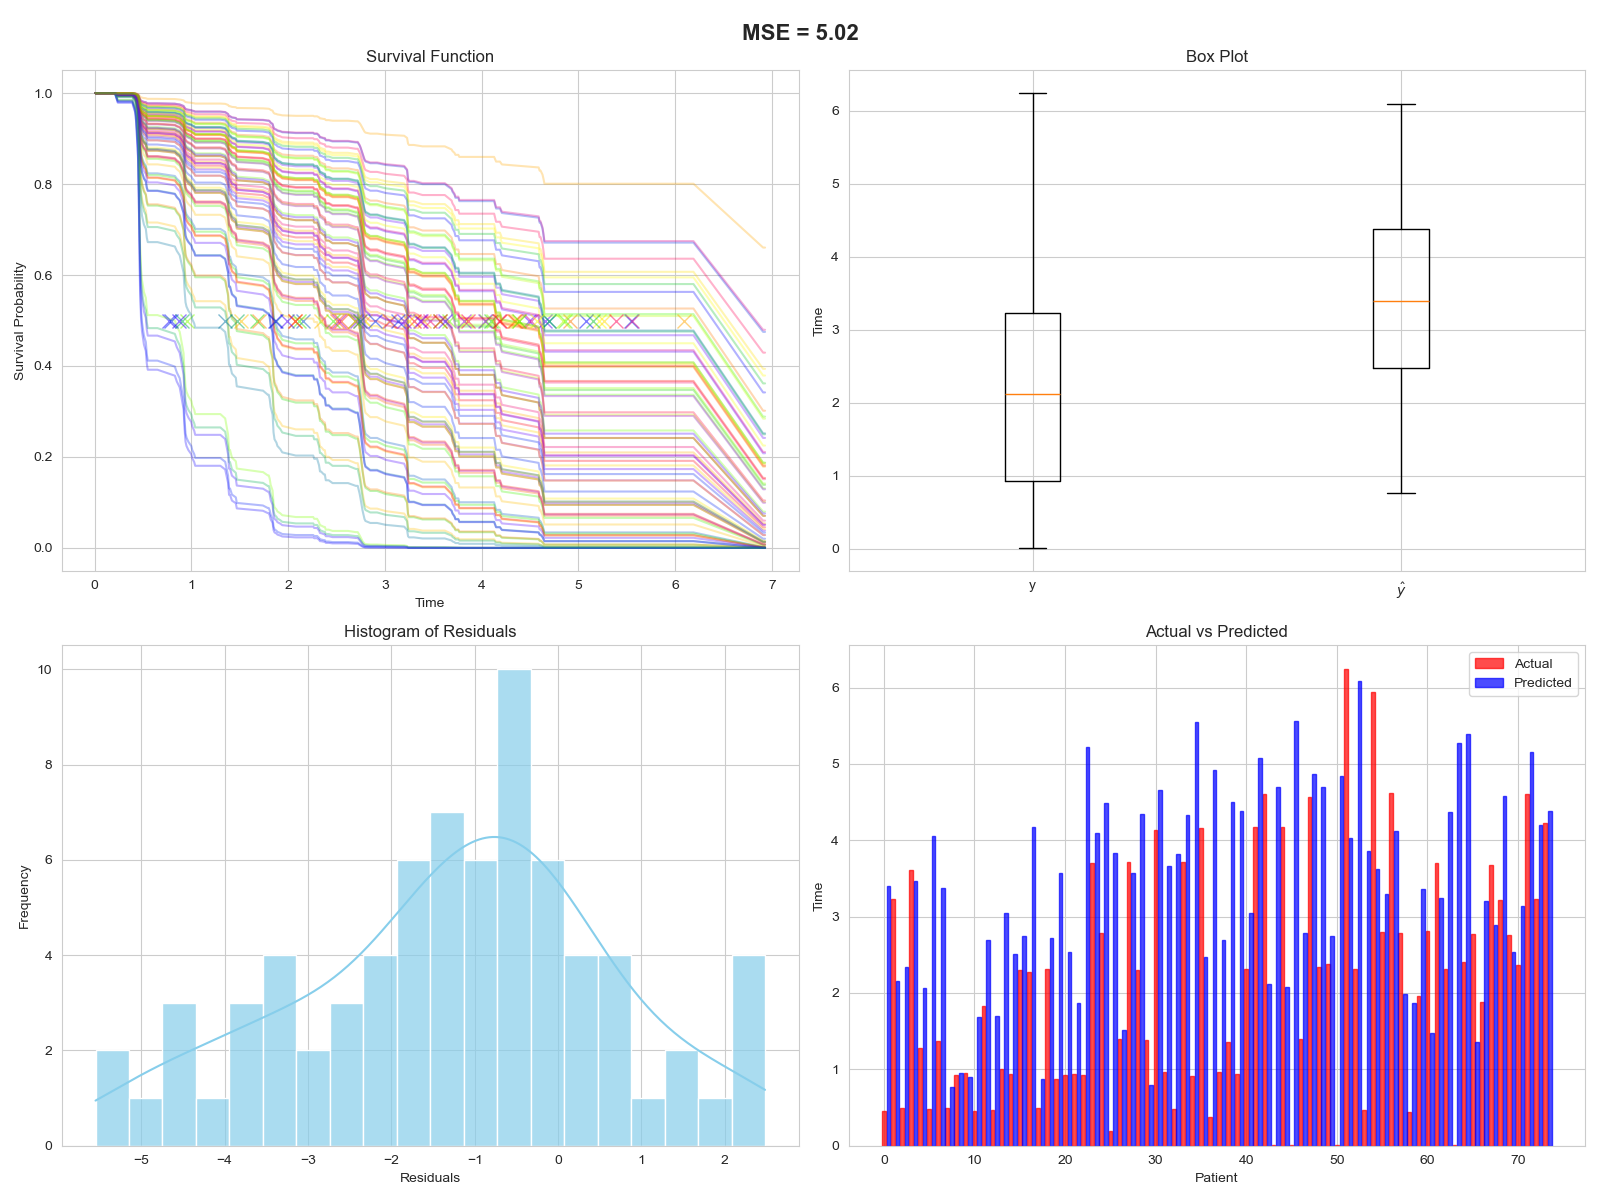 MSE = 5.02
Survival Function
1.0
0.8
0.6
0.4
0.2
0.0
Survival Probability
0 1 2 3 4 5 6 7
Time
Box Plot
6
5
4
3
2
1
0
Time
y ŷ
Histogram of Residuals
10
8
6
4
2
0
Frequency
−5 −4 −3 −2 −1 0 1 2
Residuals
Actual vs Predicted
Actual
Predicted
6
5
4
3
2
1
0
Time
0 10 20 30 40 50 60 70
Patient